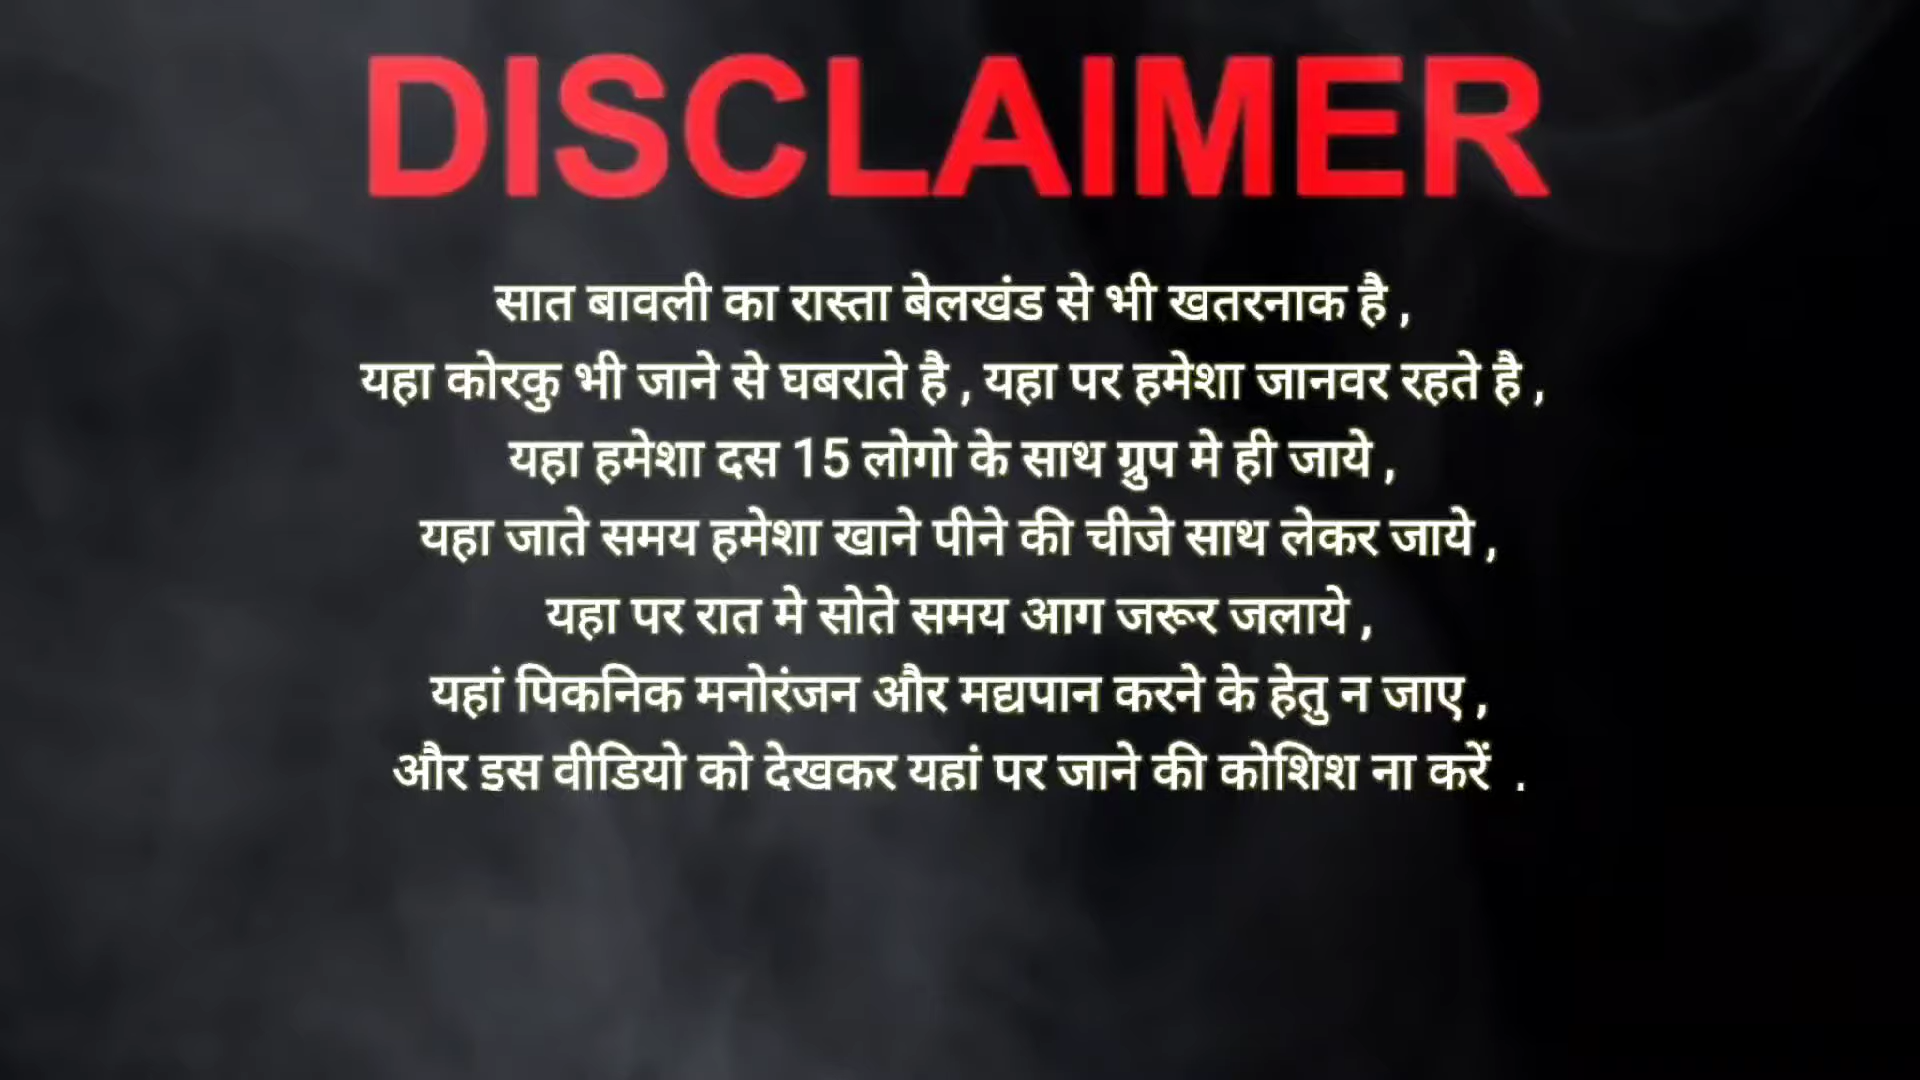 DISCLAIMER
सात बावली का रास्ता बेलखंड से भी खतरनाक है ,
यहा कोरकु भी जाने से घबराते है , यहा पर हमेशा जानवर रहते है ,
यहा हमेशा दस 15 लोगो के साथ ग्रुप मे ही जाये ,
यहा जाते समय हमेशा खाने पीने की चीजे साथ लेकर जाये ,
यहा पर रात मे सोते समय आग जरूर जलाये ,
यहां पिकनिक मनोरंजन और मद्यपान करने के हेतु न जाए ,
और इस वीडियो को देखकर यहां पर जाने की कोशिश ना करें .